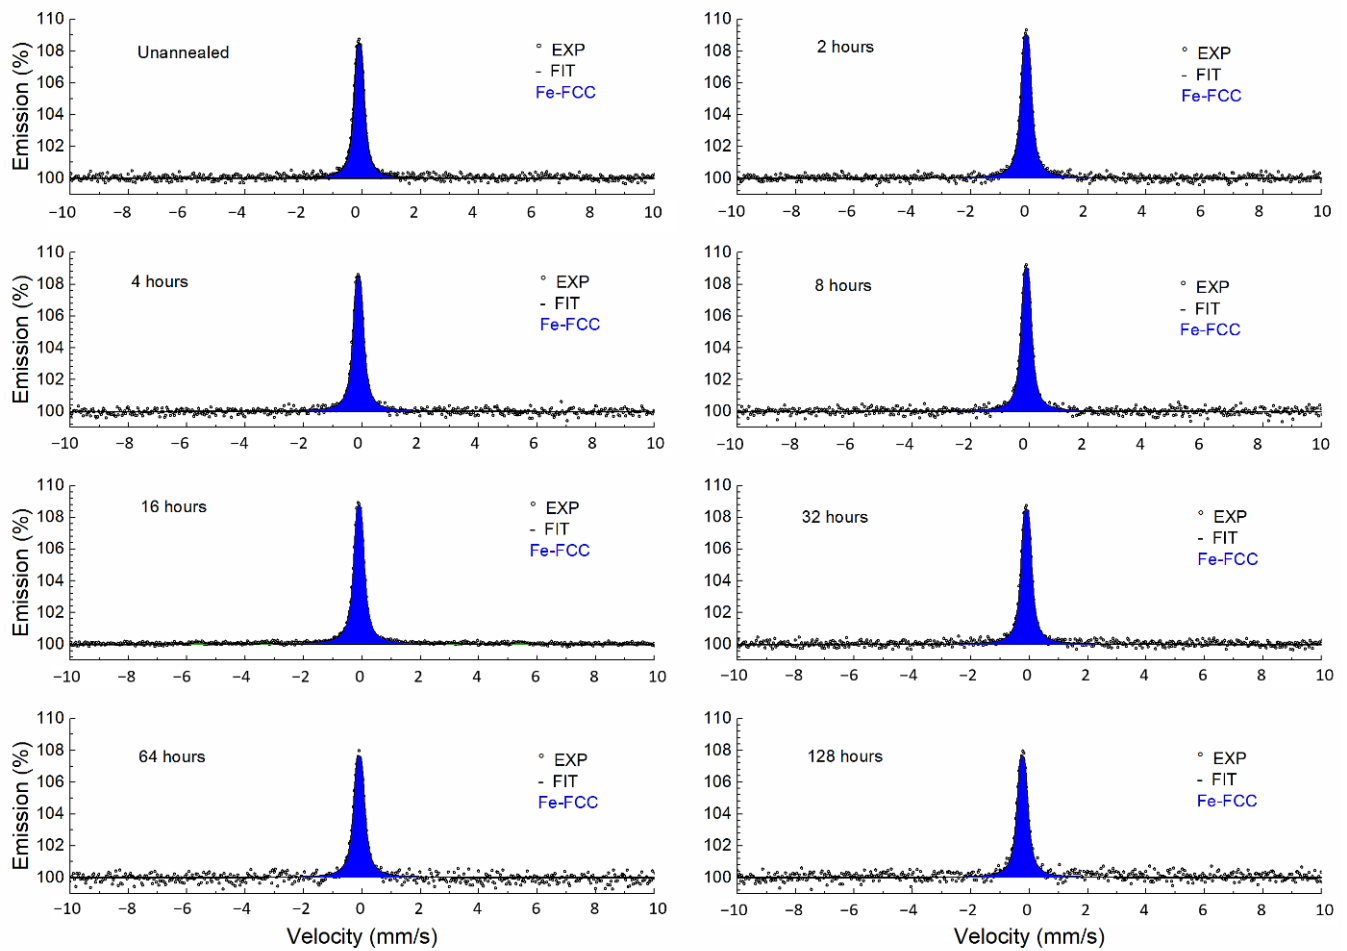 110
108
106
104
102
100
Emission (%)
Unannealed
° EXP
- FIT
Fe-FCC
−10 −8 −6 −4 −2 0 2 4 6 8 10
110
108
106
104
102
100
2 hours
° EXP
- FIT
Fe-FCC
−10 −8 −6 −4 −2 0 2 4 6 8 10
110
108
106
104
102
100
Emission (%)
4 hours
° EXP
- FIT
Fe-FCC
−10 −8 −6 −4 −2 0 2 4 6 8 10
110
108
106
104
102
100
8 hours
° EXP
- FIT
Fe-FCC
−10 −8 −6 −4 −2 0 2 4 6 8 10
110
108
106
104
102
100
Emission (%)
16 hours
° EXP
- FIT
Fe-FCC
−10 −8 −6 −4 −2 0 2 4 6 8 10
110
108
106
104
102
100
32 hours
° EXP
- FIT
Fe-FCC
−10 −8 −6 −4 −2 0 2 4 6 8 10
110
108
106
104
102
100
Emission (%)
64 hours
° EXP
- FIT
Fe-FCC
−10 −8 −6 −4 −2 0 2 4 6 8 10
Velocity (mm/s)
110
108
106
104
102
100
128 hours
° EXP
- FIT
Fe-FCC
−10 −8 −6 −4 −2 0 2 4 6 8 10
Velocity (mm/s)